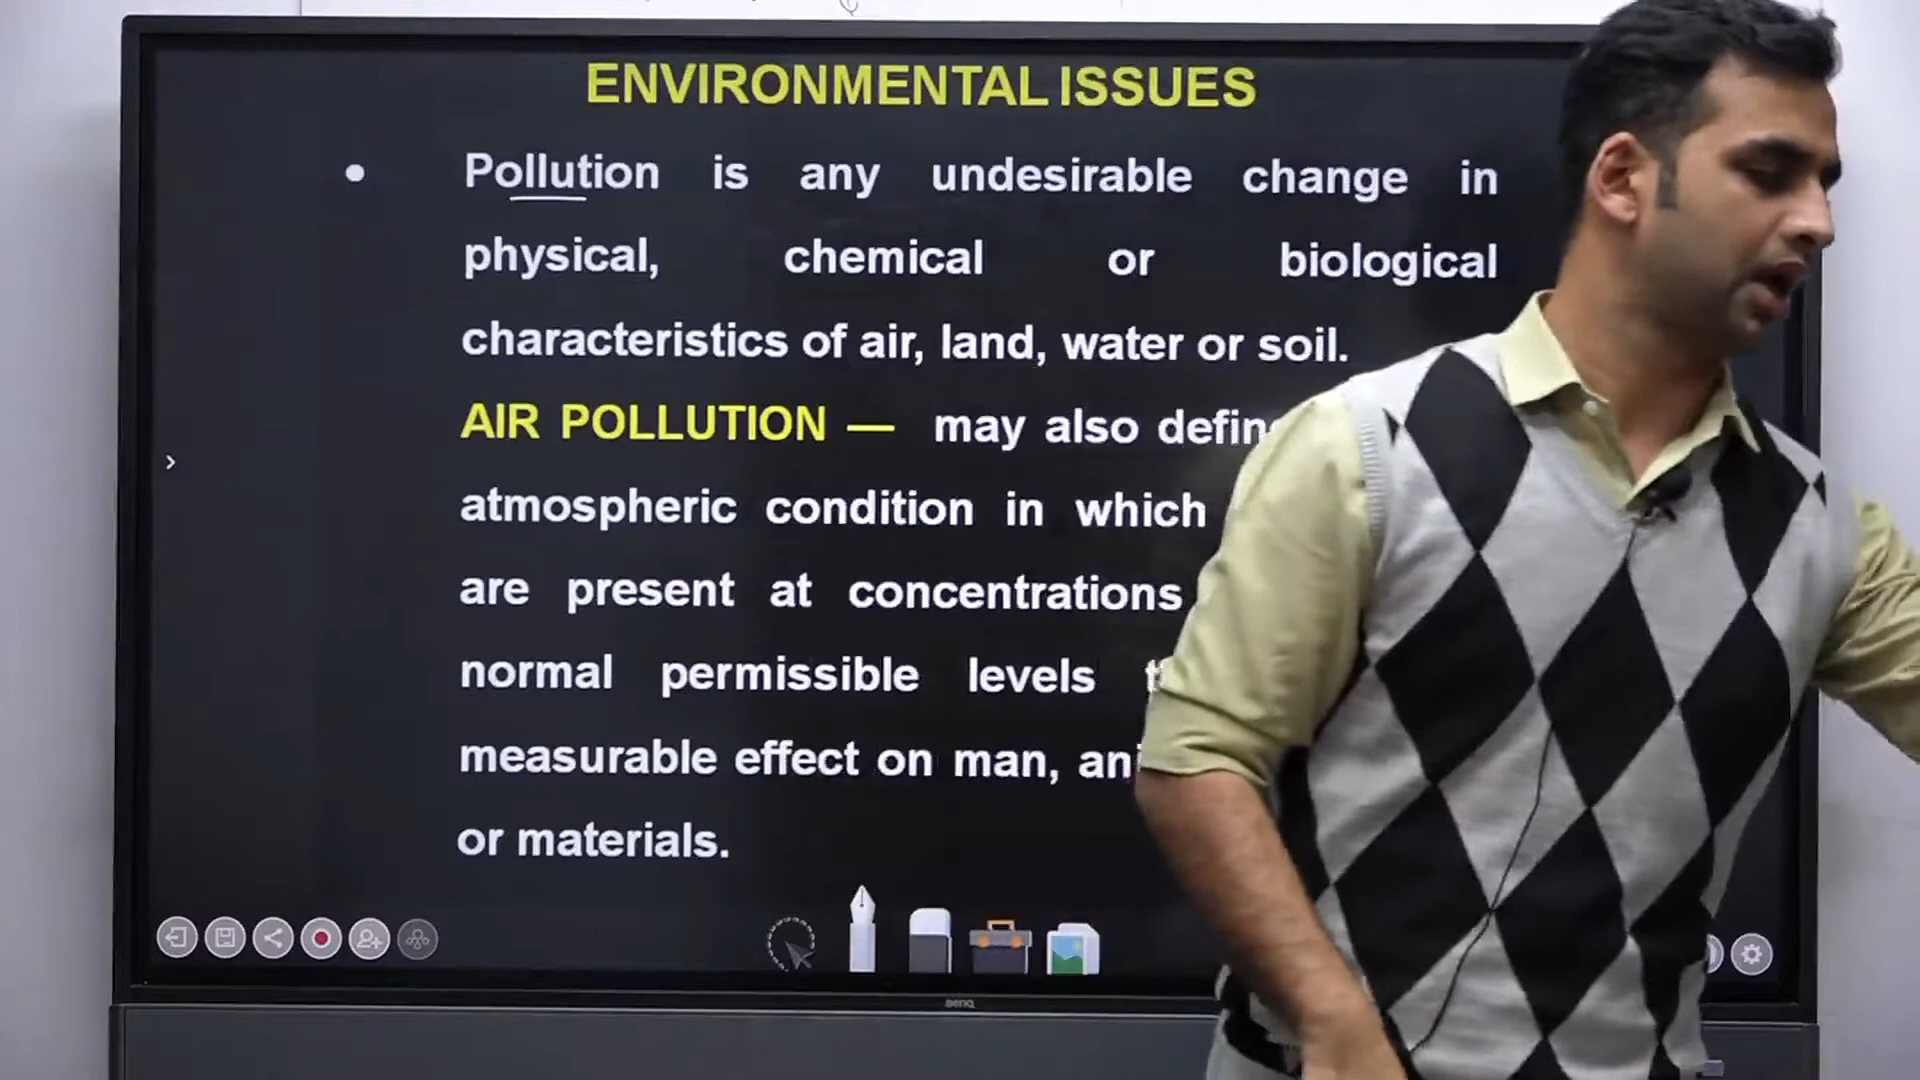 ENVIRONMENTAL ISSUES
• Pollution is any undesirable change in
physical, chemical or biological
characteristics of air, land, water or soil.
AIR POLLUTION — may also
atmospheric condition in which
are present at concentrations
normal permissible levels
measurable effect on man,
or materials.
BenQ